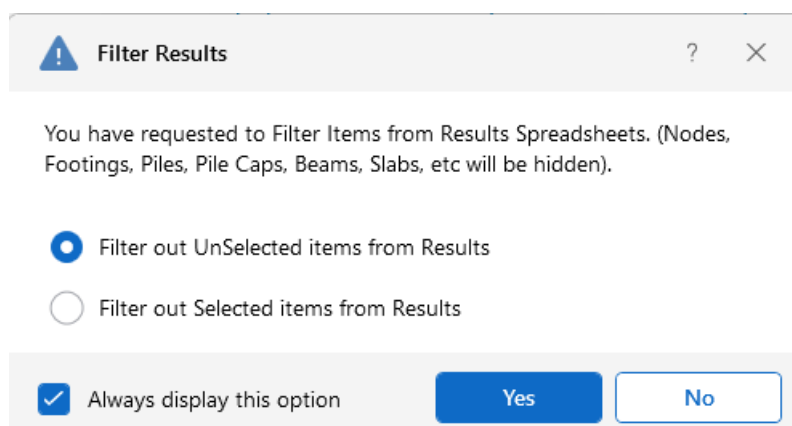 Filter Results
?
You have requested to Filter Items from Results Spreadsheets. (Nodes,
Footings, Piles, Pile Caps, Beams, Slabs, etc will be hidden).
Filter out UnSelected items from Results
Filter out Selected items from Results
Always display this option
Yes
No